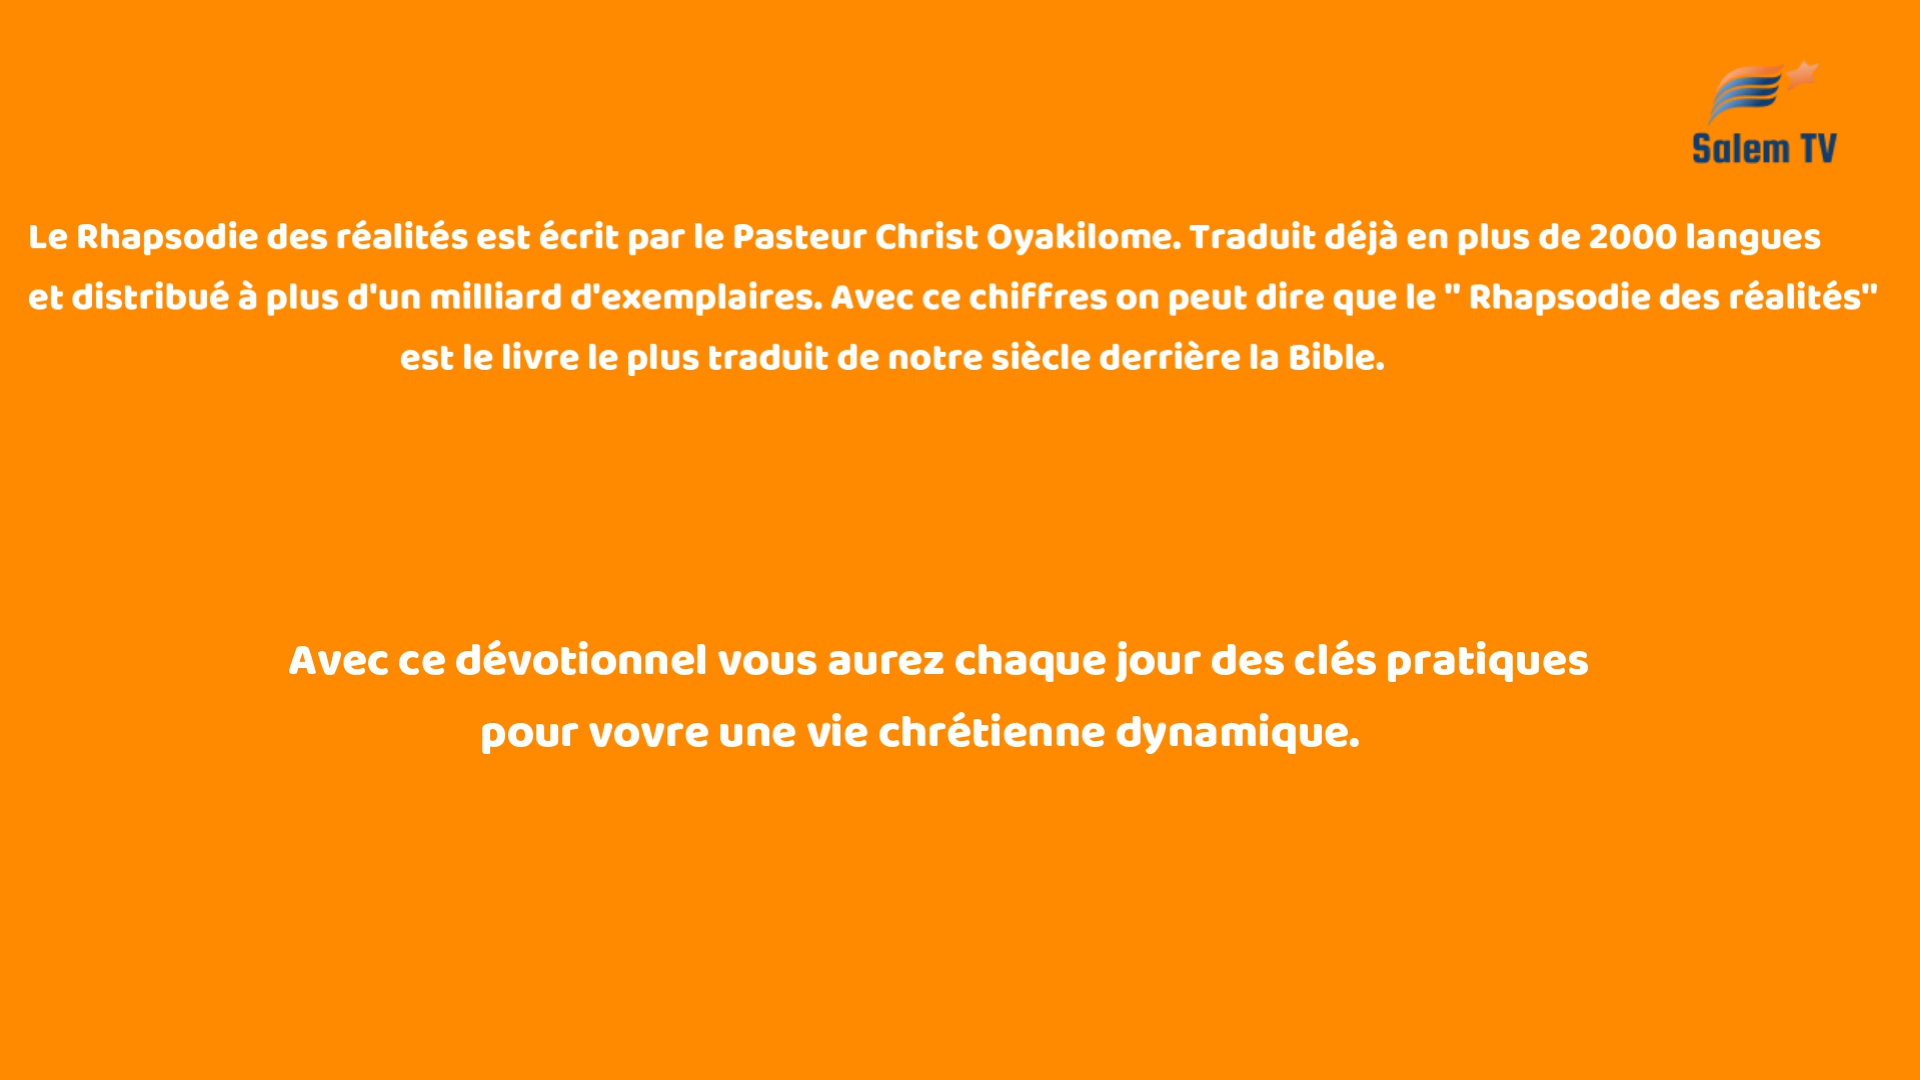 Salem TV
Le Rhapsodie des réalités est écrit par le Pasteur Christ Oyakilome. Traduit déjà en plus de 2000 langues
et distribué à plus d'un milliard d'exemplaires. Avec ce chiffres on peut dire que le " Rhapsodie des réalités"
est le livre le plus traduit de notre siècle derrière la Bible.
Avec ce dévotionnel vous aurez chaque jour des clés pratiques
pour vovre une vie chrétienne dynamique.